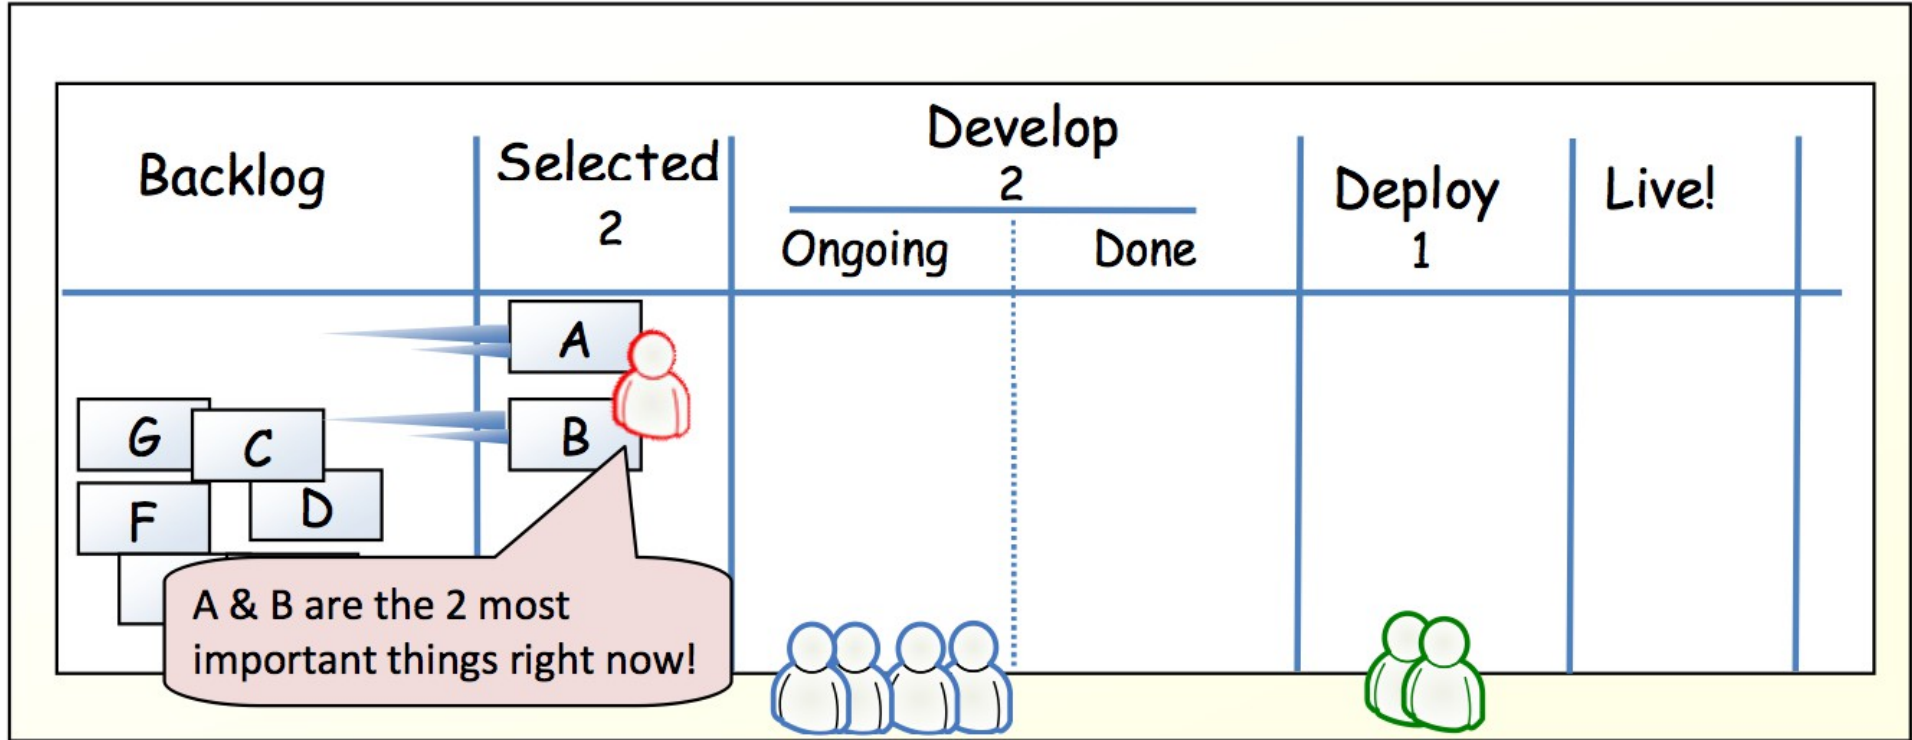 Backlog
Selected
2
Develop
2
Ongoing
Done
Deploy
1
Live!
A
B
G
C
F
D
A & B are the 2 most
important things right now!